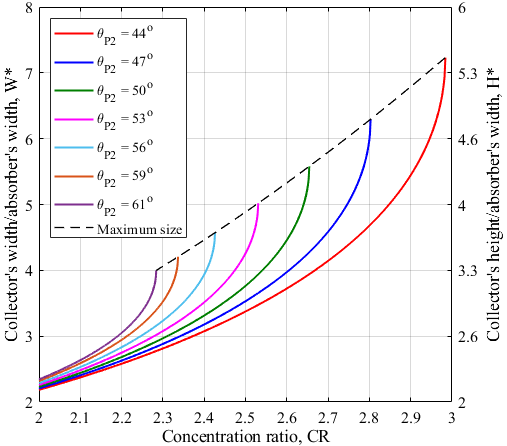 8
7
6
5
4
3
2
Collector's width/absorber's width, W*
θP2 = 44°
θP2 = 47°
θP2 = 50°
θP2 = 53°
θP2 = 56°
θP2 = 59°
θP2 = 61°
Maximum size
6
5.3
4.6
4
3.3
2.6
2
Collector's height/absorber's width, H*
2 2.1 2.2 2.3 2.4 2.5 2.6 2.7 2.8 2.9 3
Concentration ratio, CR